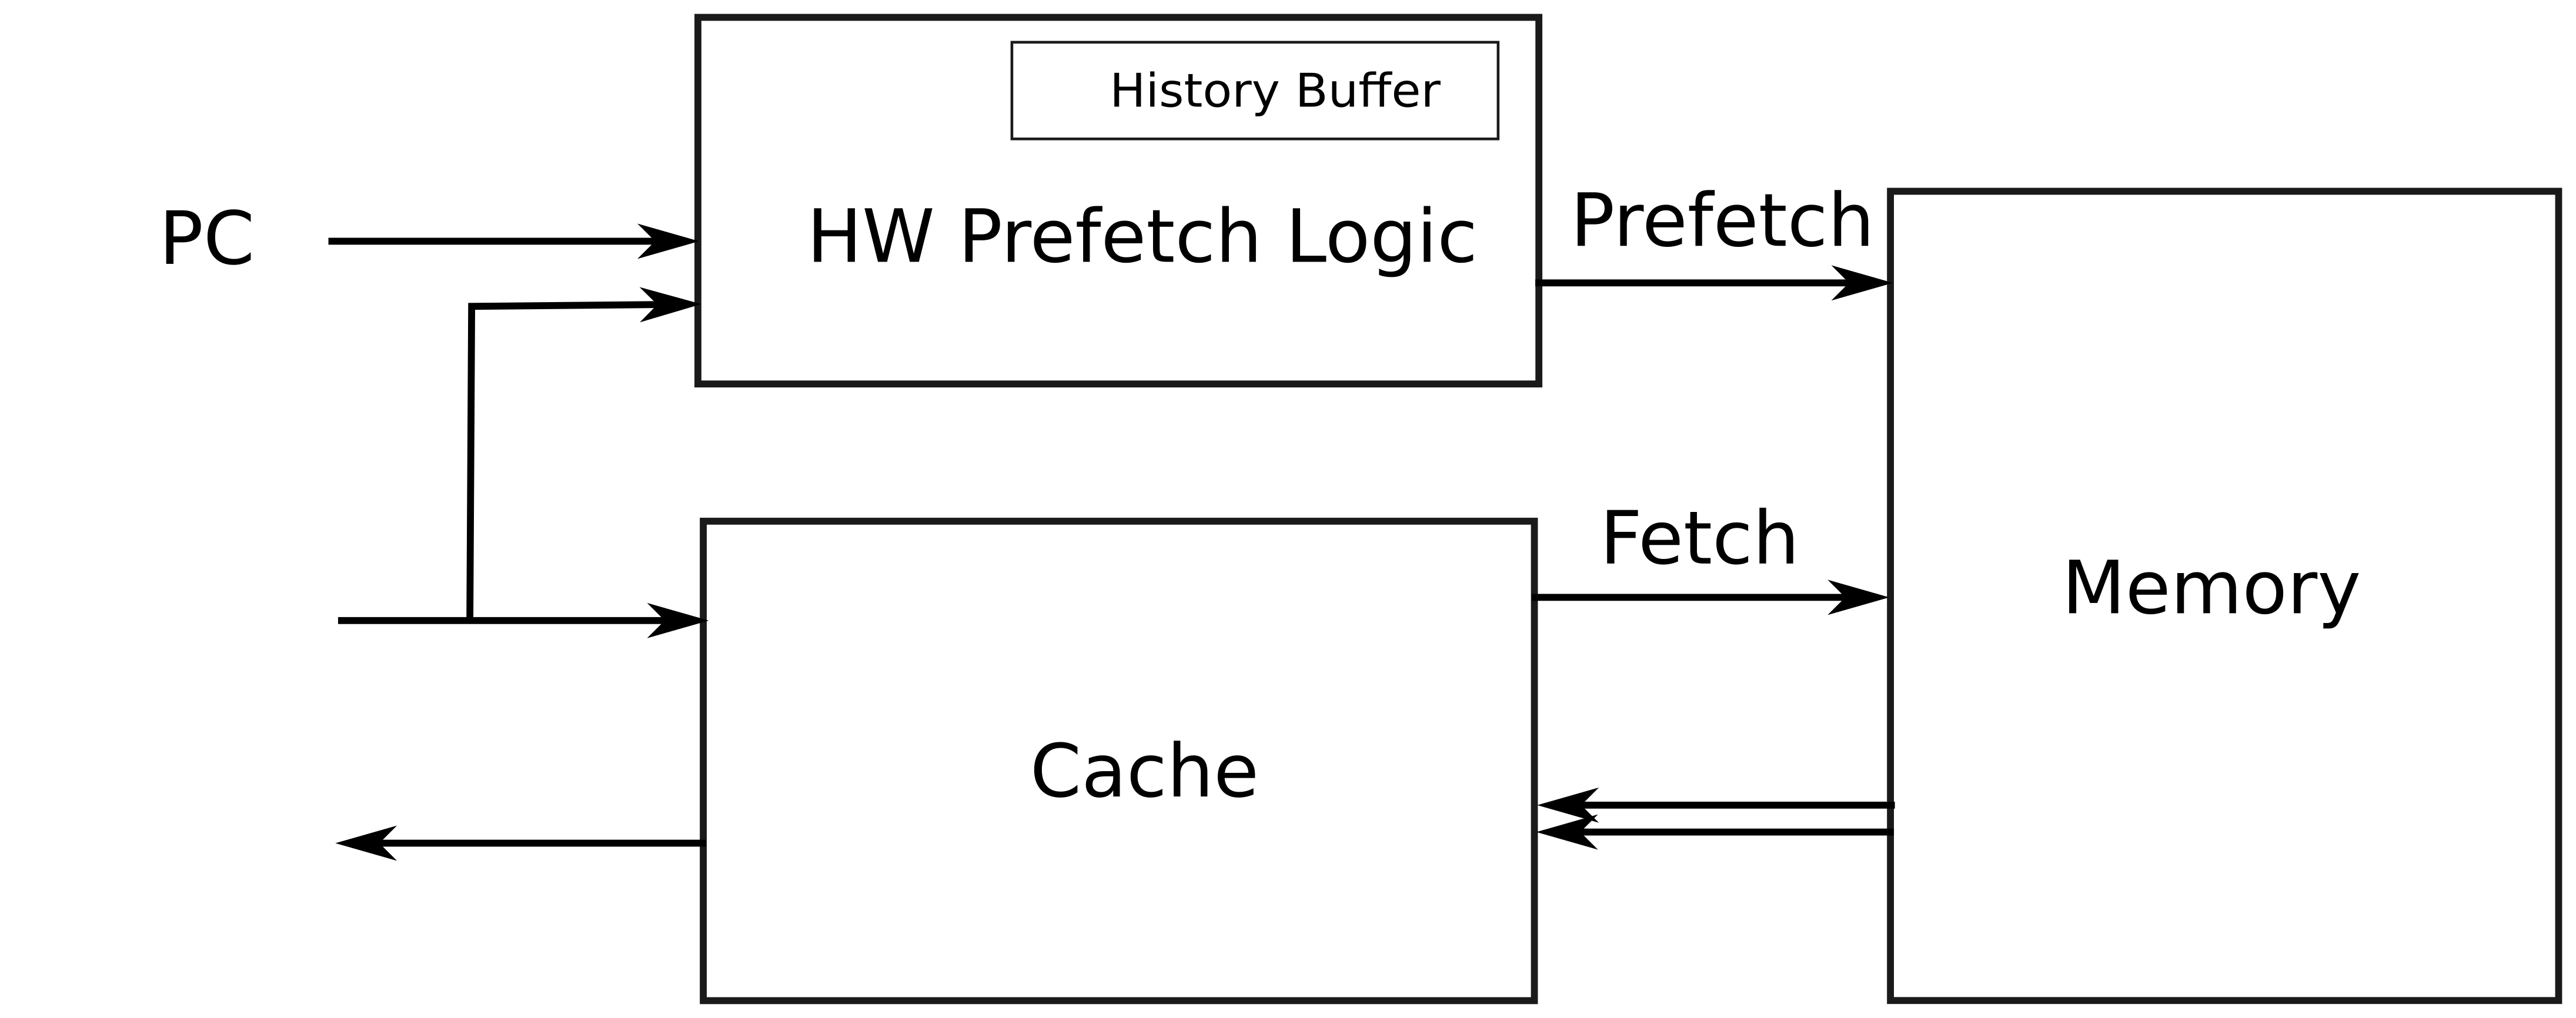 History Buffer
PC
HW Prefetch Logic
Prefetch
Fetch
Memory
Cache